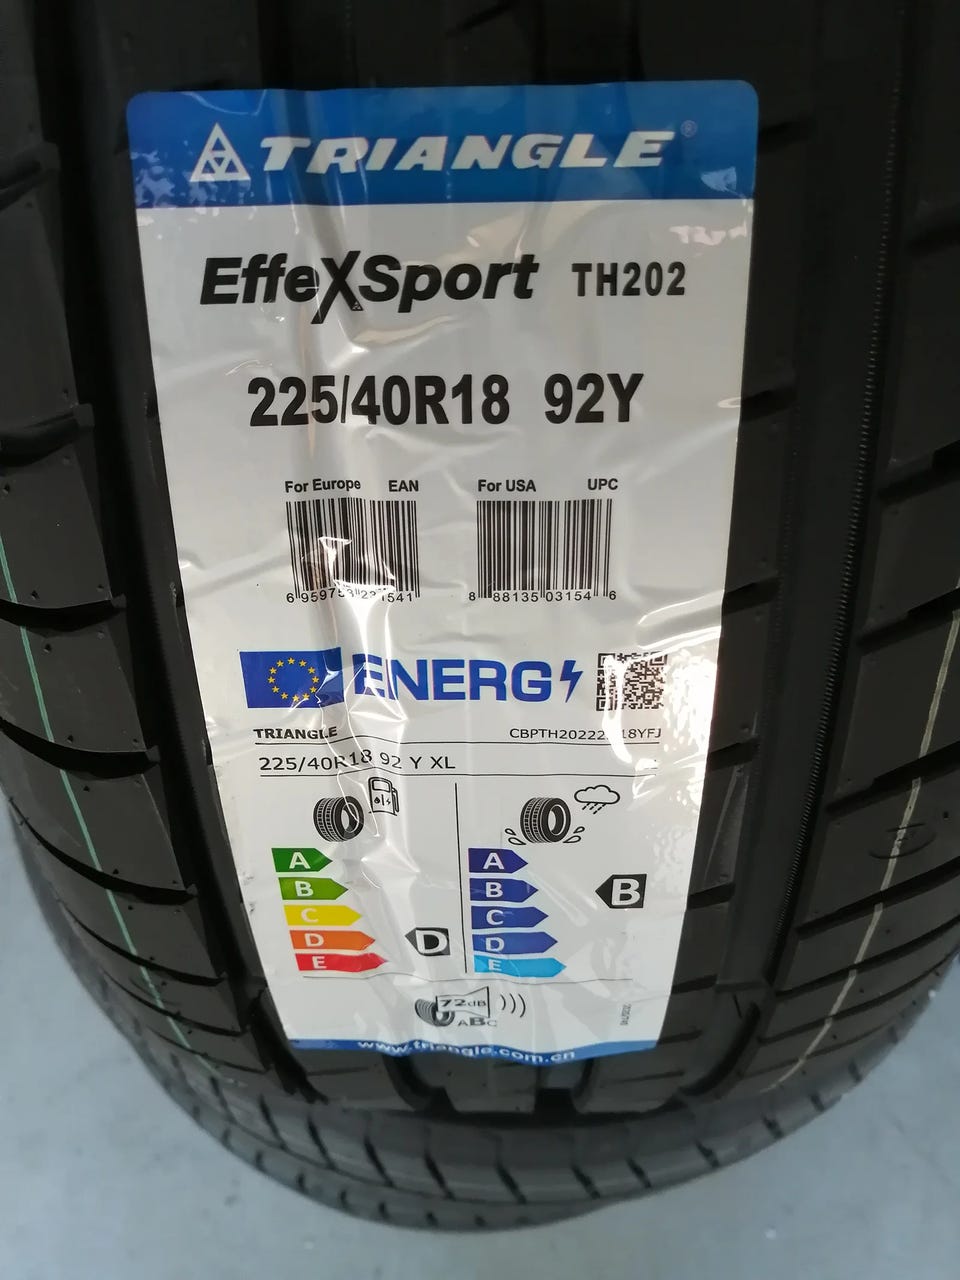 TRIANGLE®
EffeXSport TH202
225/40R18 92Y
For Europe EAN For USA UPC
8 88135 03154 6
ENERG
TRIANGLE
225/40R18 92 Y XL
A A
B B B
C C
D D D
E E
72dB
ABC
www.triangle.com.cn